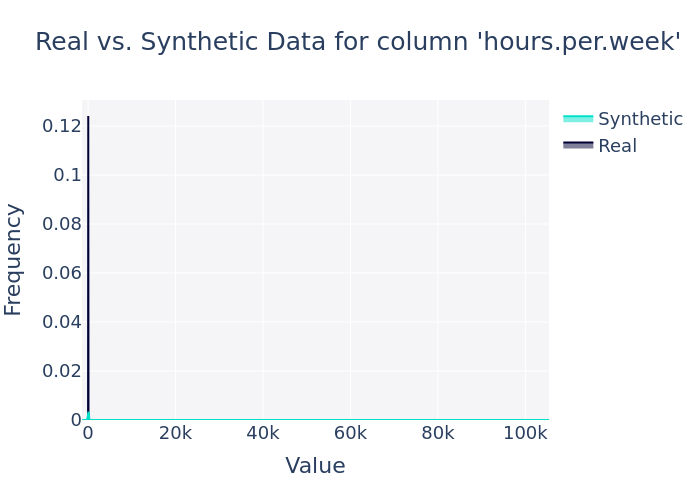 Real vs. Synthetic Data for column 'hours.per.week'
Synthetic
Real
0.12
0.1
0.08
0.06
0.04
0.02
0
Frequency
0 20k 40k 60k 80k 100k
Value